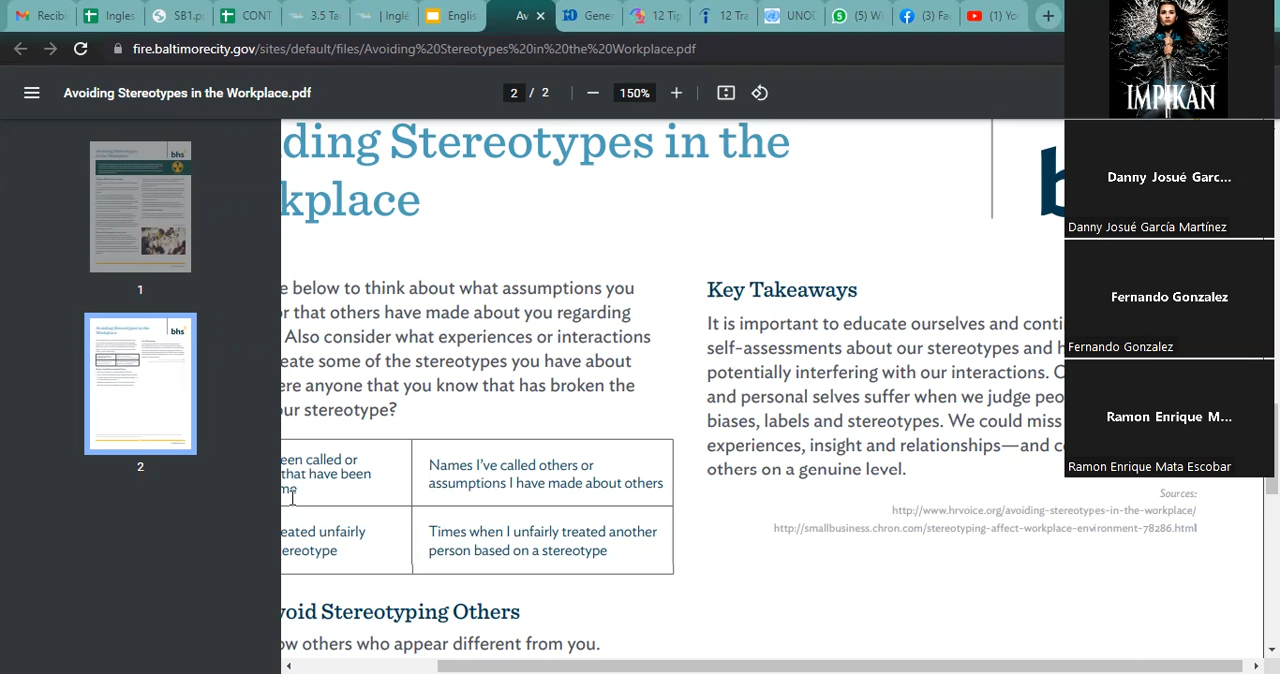 Recibi
Ingles
SB1.p
CONT
3.5 Ta
Inglé
Englis
Av
Gener
12 Tip
12 Tra
UNOD
(5) W
(3) Fa
(1) Yo
fire.baltimorecity.gov/sites/default/files/Avoiding%20Stereotypes%20in%20the%20Workplace.pdf
Avoiding Stereotypes in the Workplace.pdf
2 / 2
150%
IMPIKAN
ding Stereotypes in the
kplace
b
bhs
1
bhs
2
e below to think about what assumptions you
or that others have made about you regarding
Also consider what experiences or interactions
eate some of the stereotypes you have about
ere anyone that you know that has broken the
our stereotype?
een called or
that have been
me
Names I've called others or
assumptions I have made about others
eated unfairly
ereotype
Times when I unfairly treated another
person based on a stereotype
void Stereotyping Others
ow others who appear different from you.
Key Takeaways
It is important to educate ourselves and conti
self-assessments about our stereotypes and h
potentially interfering with our interactions. O
and personal selves suffer when we judge peo
biases, labels and stereotypes. We could miss
experiences, insight and relationships—and c
others on a genuine level.
Sources:
http://www.hrvoice.org/avoiding-stereotypes-in-the-workplace/
http://smallbusiness.chron.com/stereotyping-affect-workplace-environment-78286.html
Danny Josué Garc...
Danny Josué García Martínez
Fernando Gonzalez
Fernando Gonzalez
Ramon Enrique M...
Ramon Enrique Mata Escobar